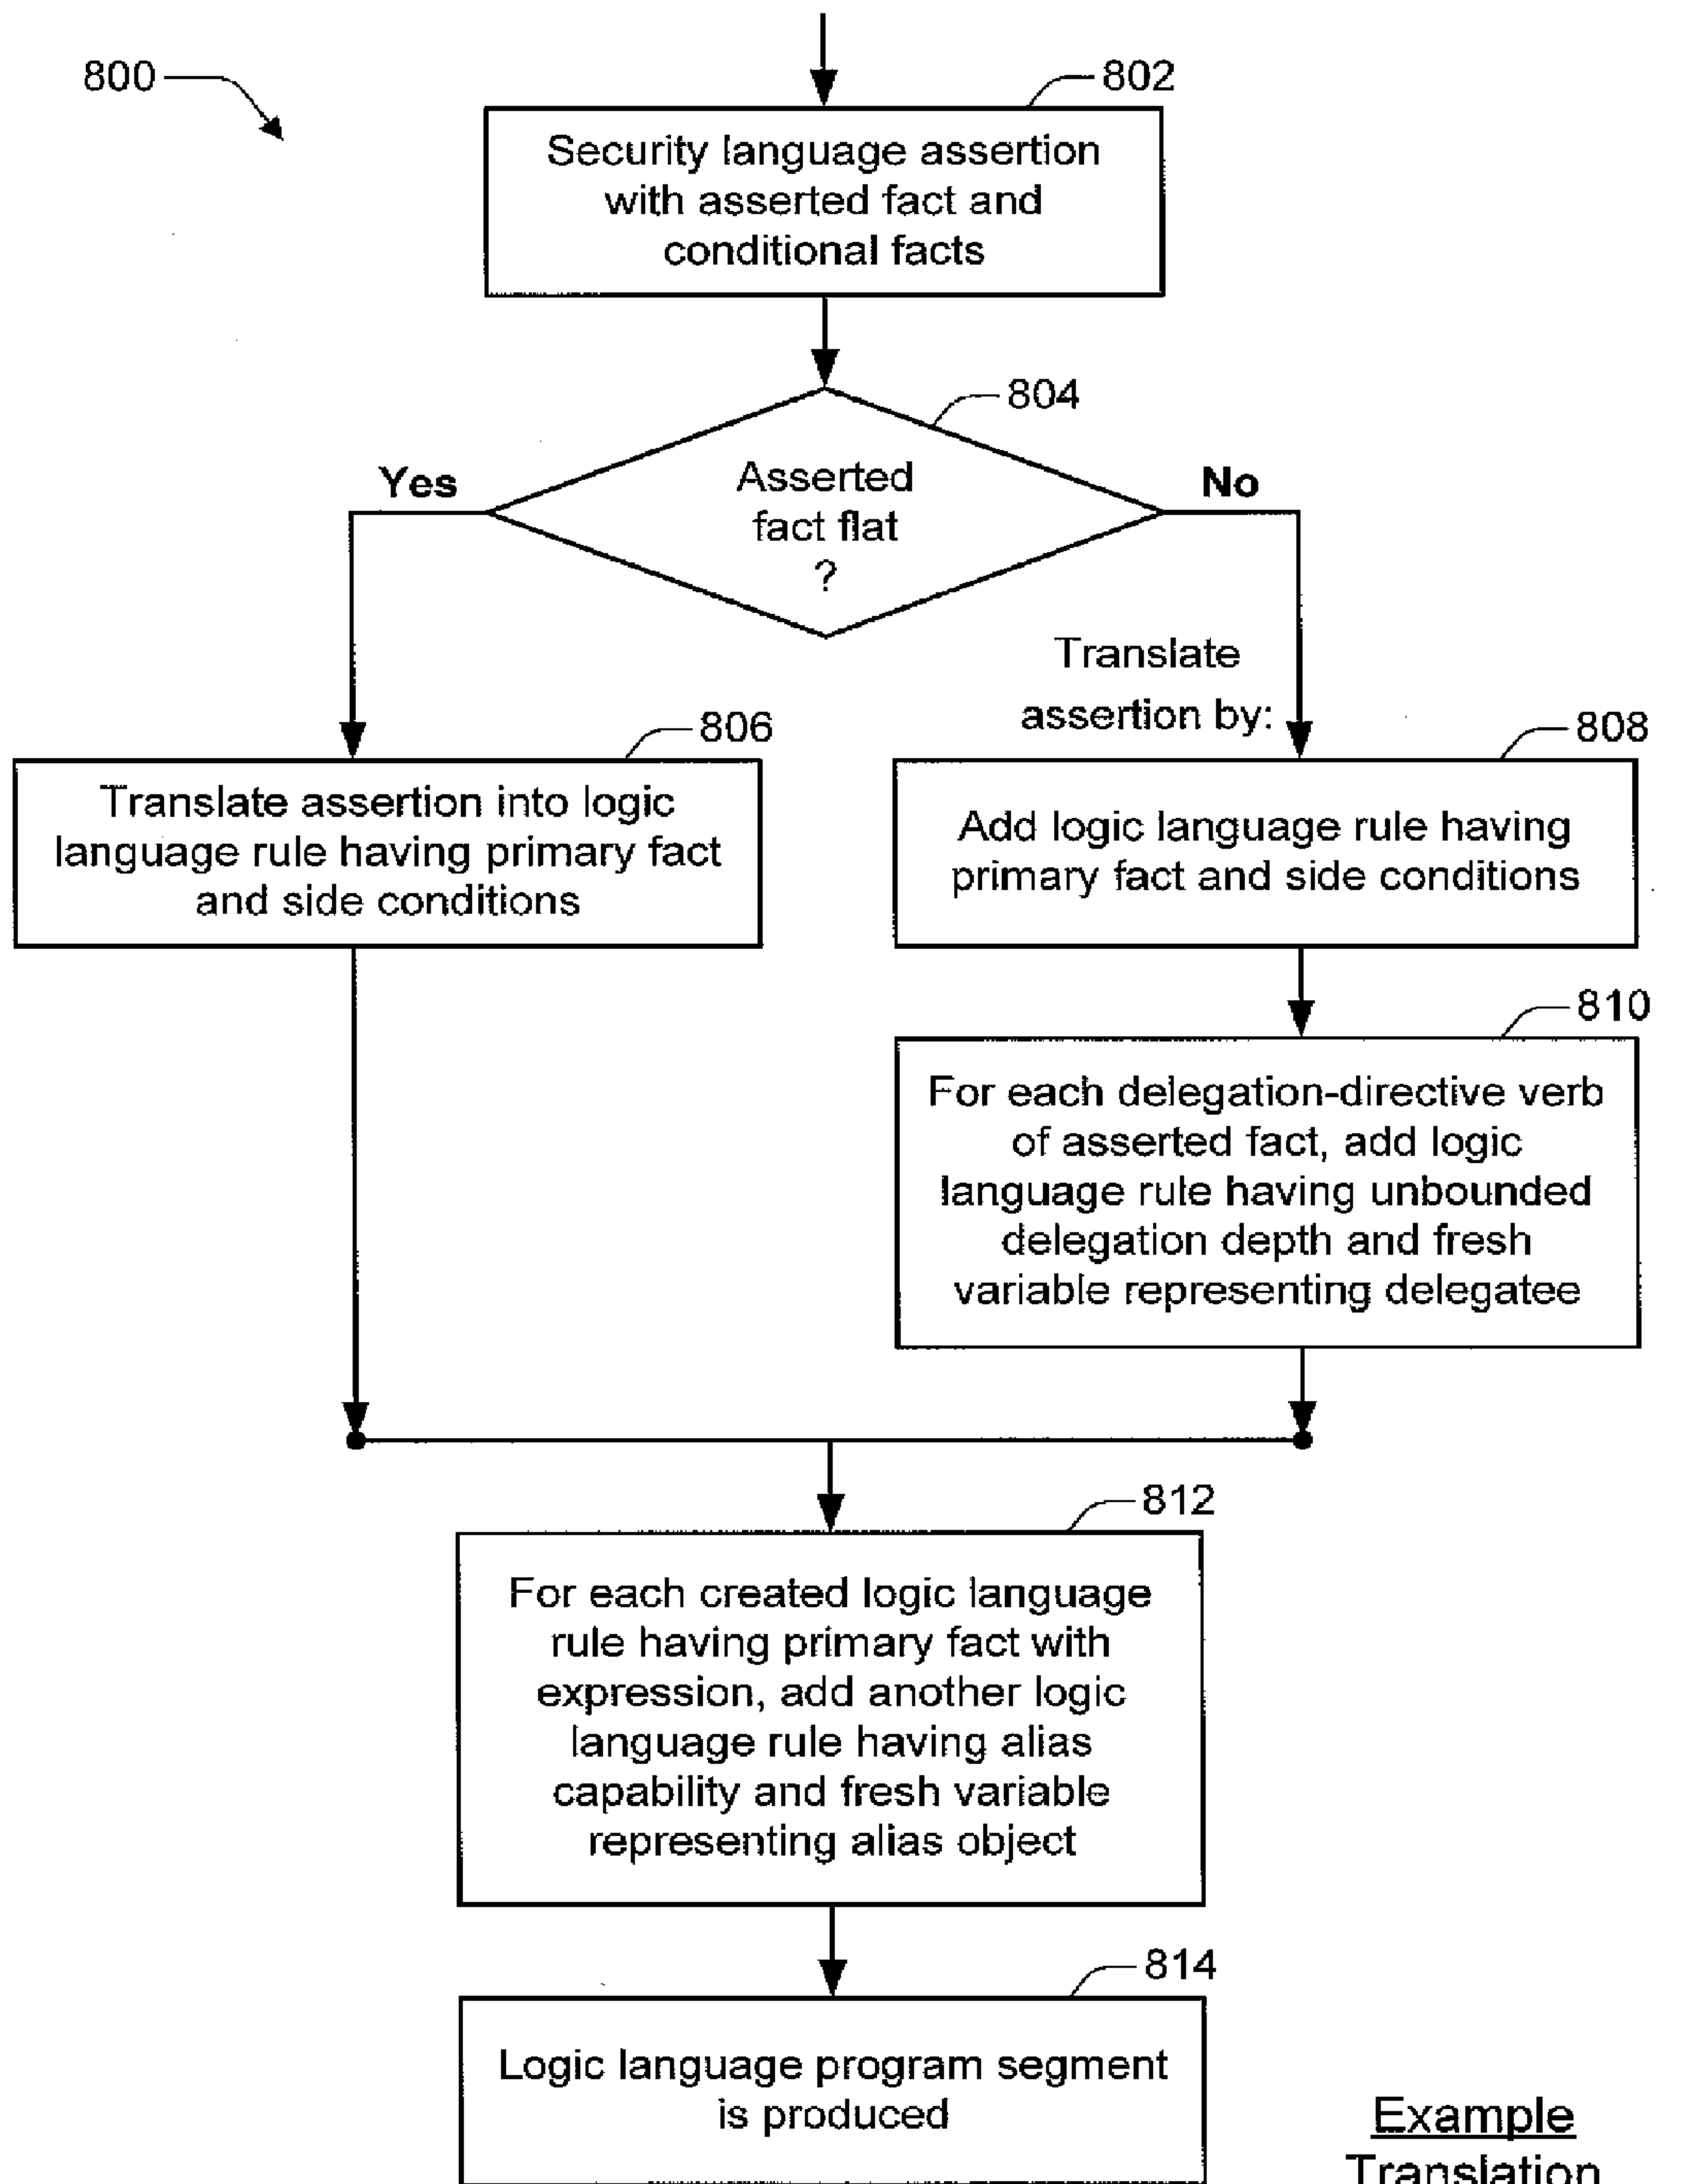 800
802
Security language assertion
with asserted fact and
conditional facts
804
Yes
Asserted
fact flat
?
No
Translate
assertion by:
806
Translate assertion into logic
language rule having primary fact
and side conditions
808
Add logic language rule having
primary fact and side conditions
810
For each delegation-directive verb
of asserted fact, add logic
language rule having unbounded
delegation depth and fresh
variable representing delegatee
812
For each created logic language
rule having primary fact with
expression, add another logic
language rule having alias
capability and fresh variable
representing alias object
814
Logic language program segment
is produced
Example
Translation